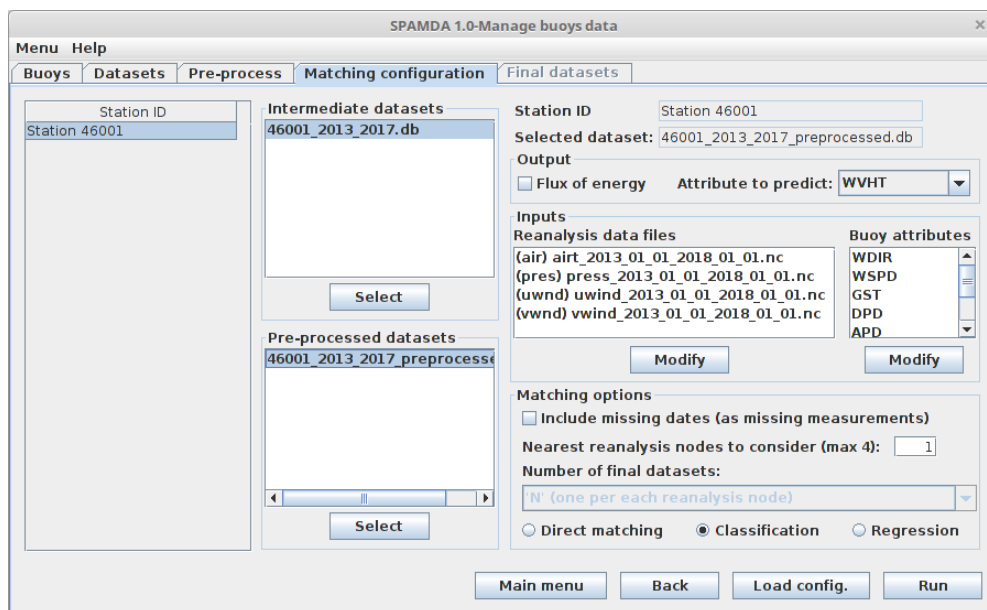 SPAMDA 1.0-Manage buoys data
Menu Help
Buoys Datasets Pre-process Matching configuration Final datasets
Station ID
Station 46001
Intermediate datasets
46001_2013_2017.db
Select
Pre-processed datasets
46001_2013_2017_preprocesse
Select
Station ID Station 46001
Selected dataset: 46001_2013_2017_preprocessed.db
Output
Flux of energy Attribute to predict: WVHT
Inputs
Reanalysis data files
(air) airt_2013_01_01_2018_01_01.nc
(pres) press_2013_01_01_2018_01_01.nc
(uwnd) uwind_2013_01_01_2018_01_01.nc
(vwnd) vwind_2013_01_01_2018_01_01.nc
Modify
Buoy attributes
WDIR
WSPD
GST
DPD
APD
Modify
Matching options
Include missing dates (as missing measurements)
Nearest reanalysis nodes to consider (max 4): 1
Number of final datasets:
'N' (one per each reanalysis node)
Direct matching Classification Regression
Main menu Back Load config. Run